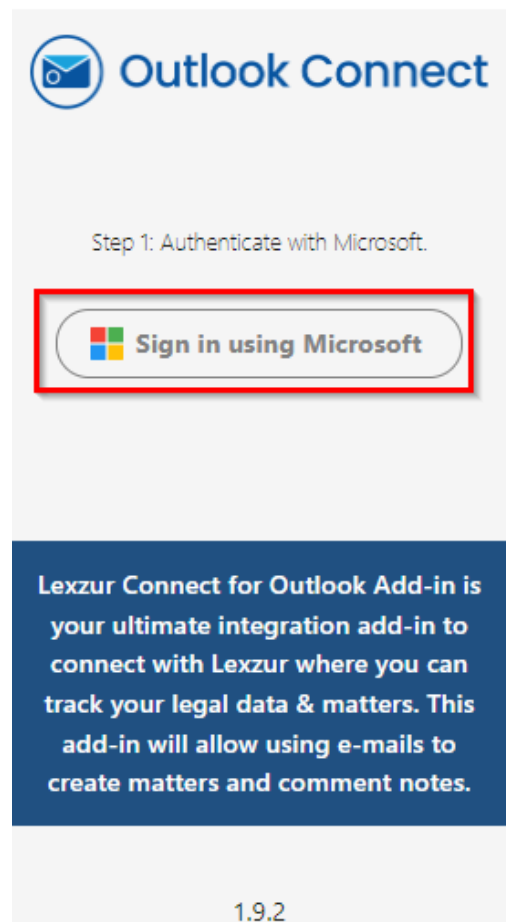 Outlook Connect
Step 1: Authenticate with Microsoft.
Sign in using Microsoft
Lexzur Connect for Outlook Add-in is
your ultimate integration add-in to
connect with Lexzur where you can
track your legal data & matters. This
add-in will allow using e-mails to
create matters and comment notes.
1.9.2